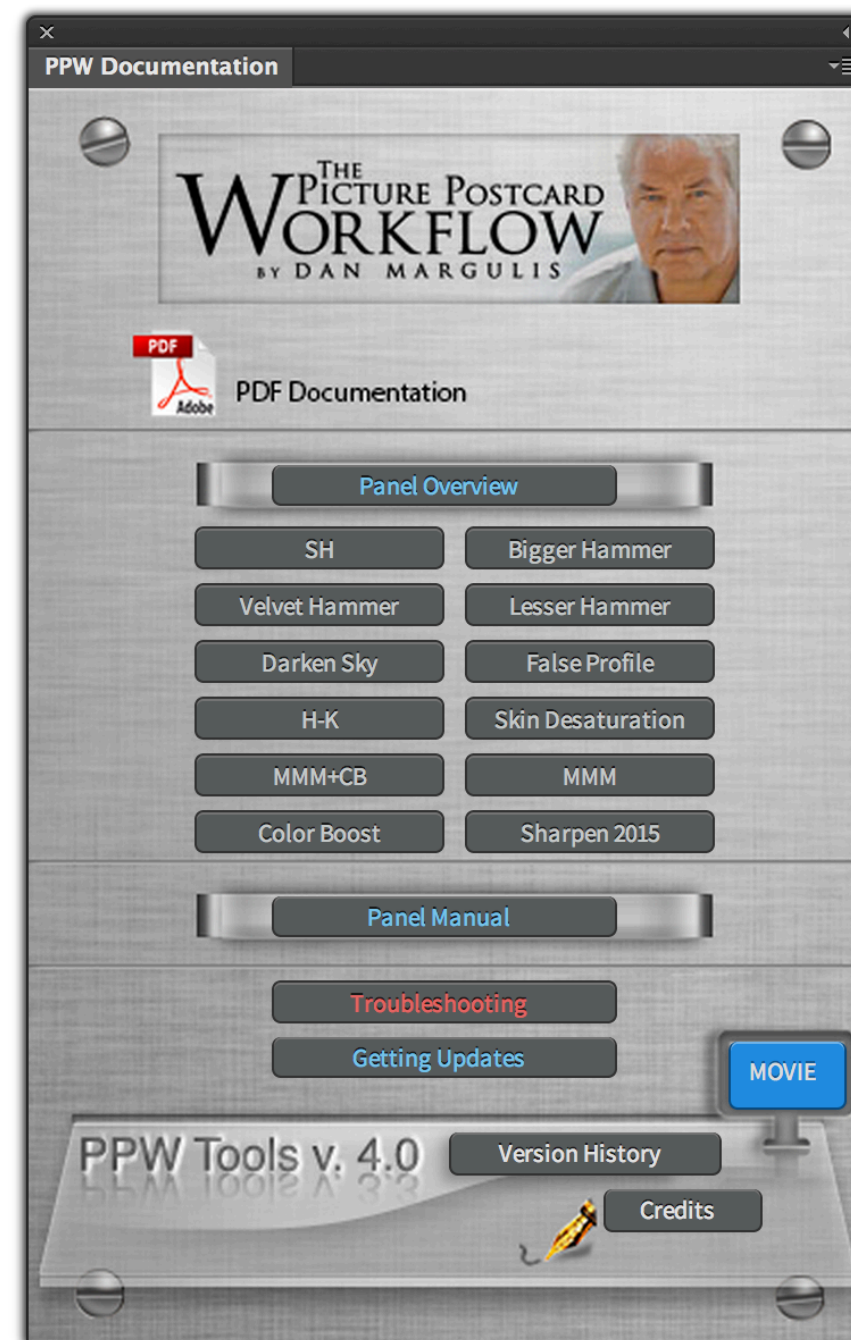 PPW Documentation
THE
PICTURE POSTCARD
WORKFLOW
BY DAN MARGULIS
PDF
Adobe
PDF Documentation
Panel Overview
SH
Bigger Hammer
Velvet Hammer
Lesser Hammer
Darken Sky
False Profile
H-K
Skin Desaturation
MMM+CB
MMM
Color Boost
Sharpen 2015
Panel Manual
Troubleshooting
Getting Updates
MOVIE
PPW Tools v. 4.0
Version History
Credits